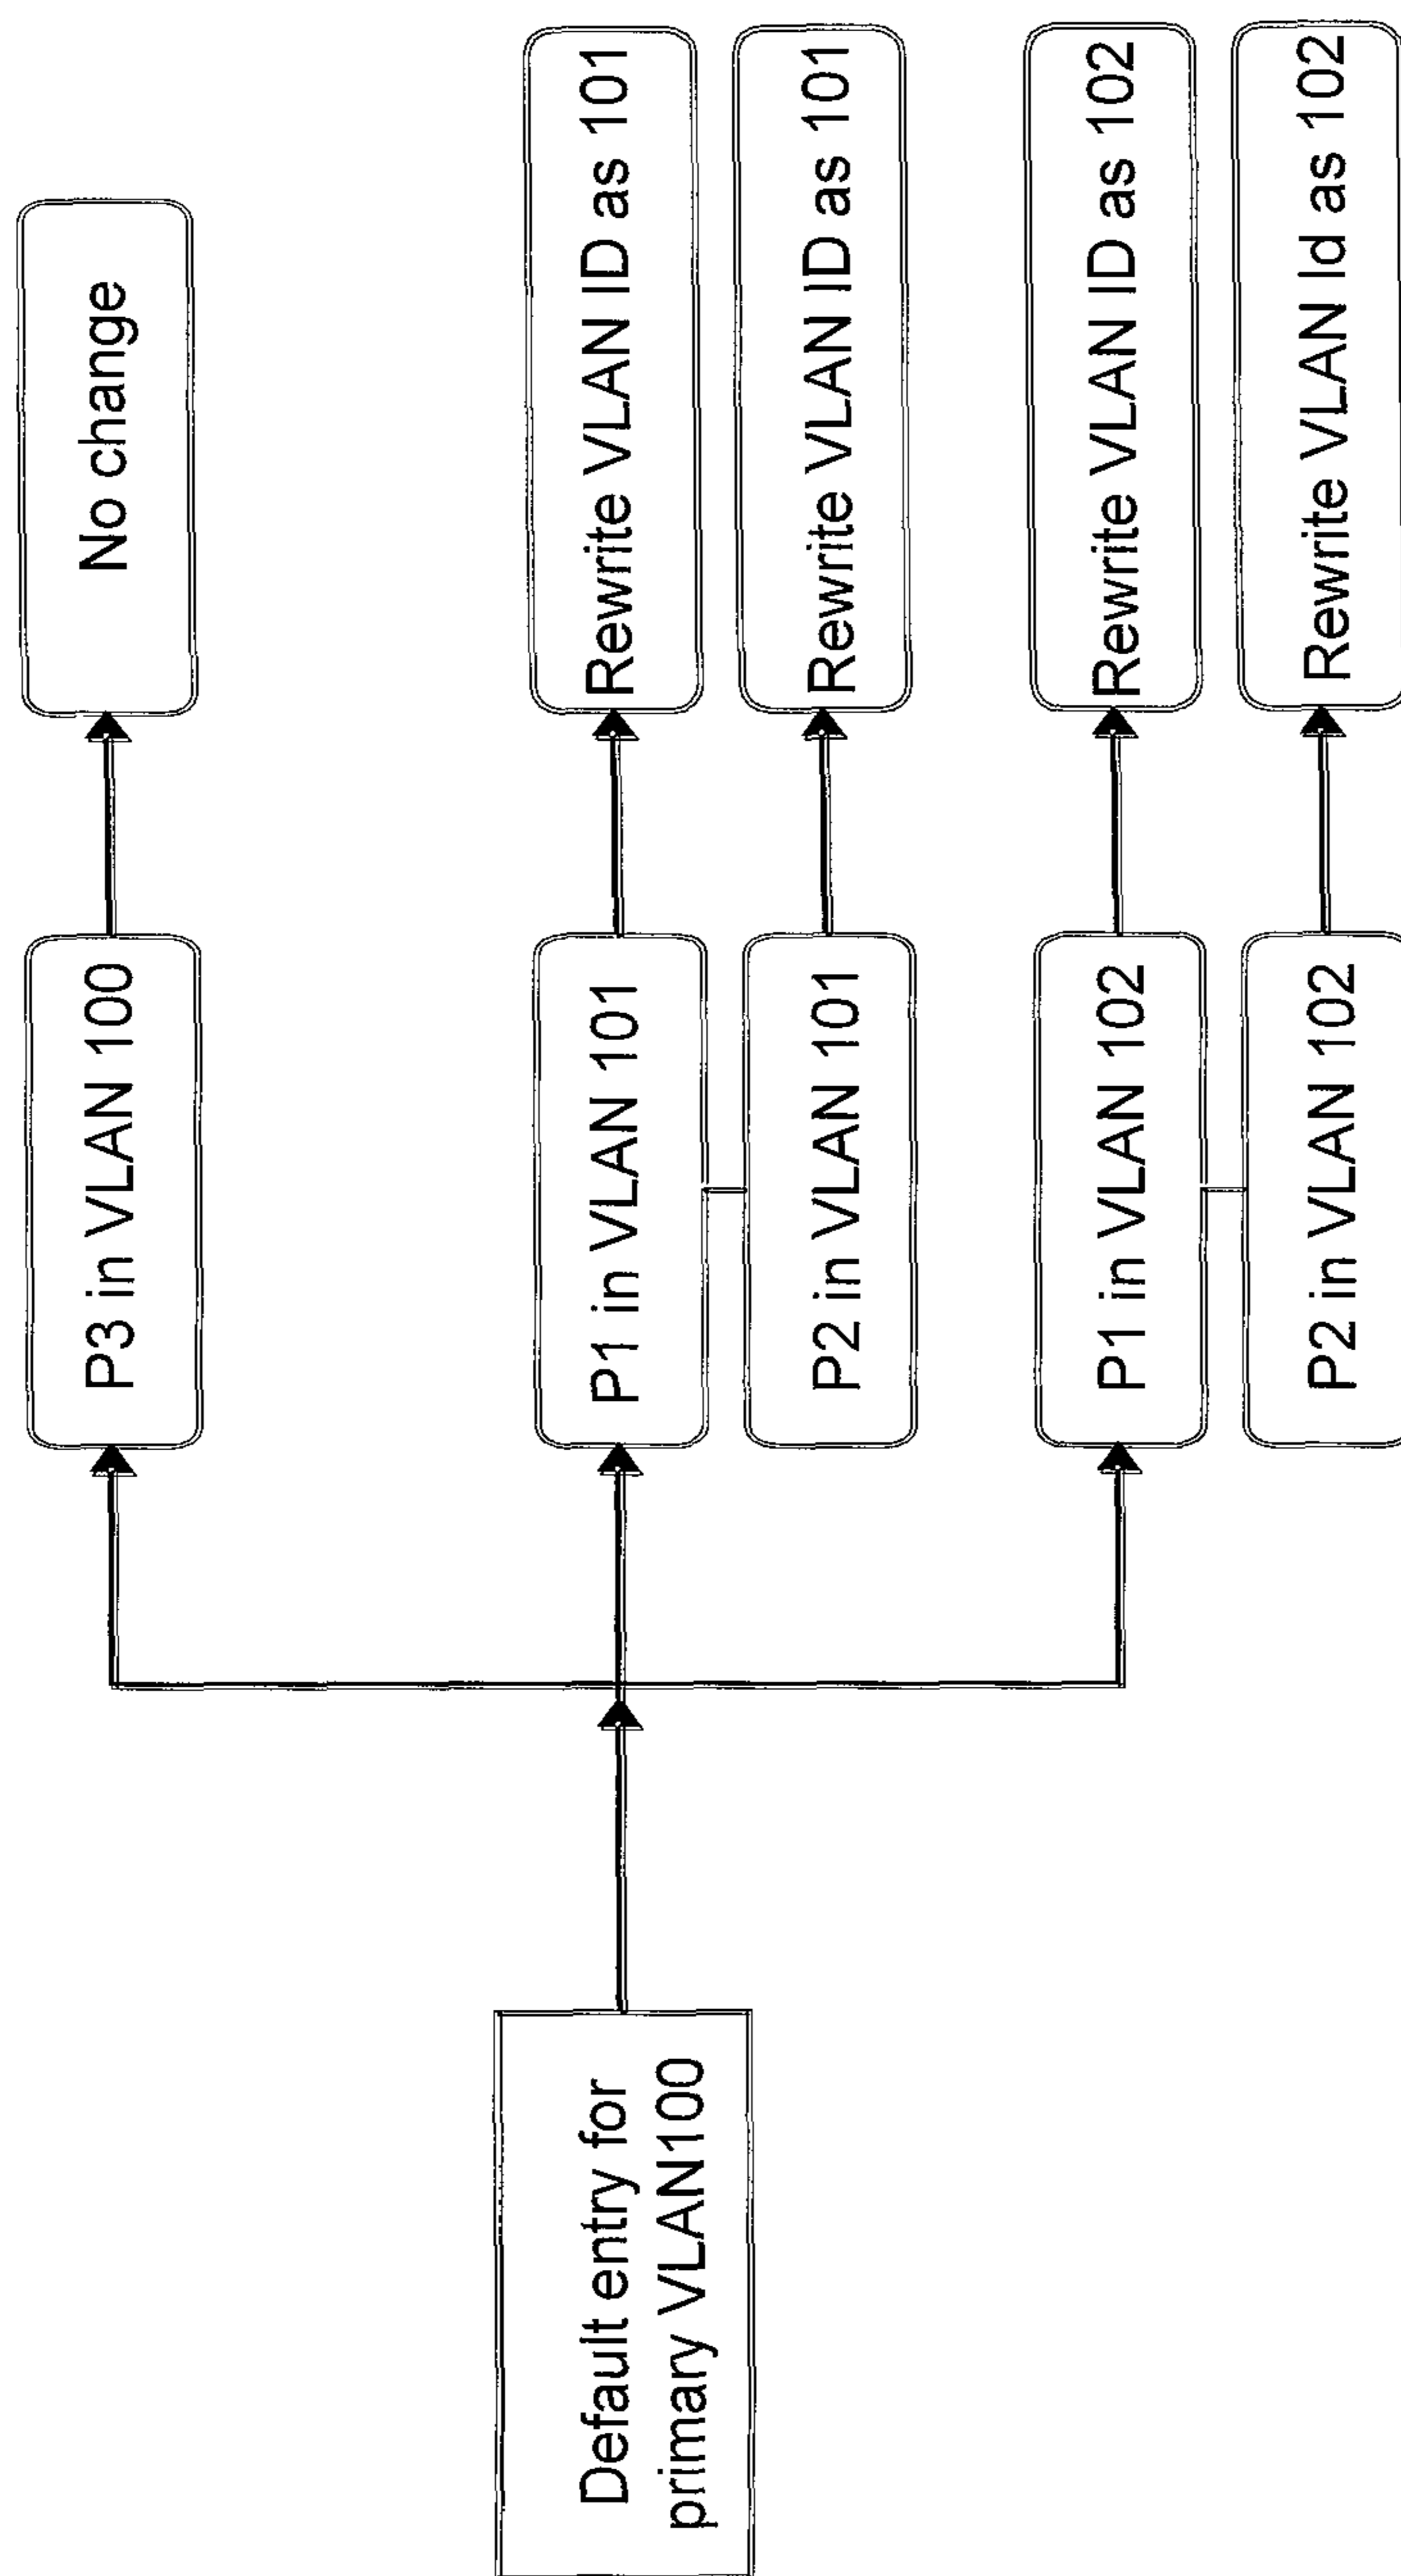 Default entry for
primary VLAN100
P3 in VLAN 100
No change
P1 in VLAN 101
Rewrite VLAN ID as 101
P2 in VLAN 101
Rewrite VLAN ID as 101
P1 in VLAN 102
Rewrite VLAN ID as 102
P2 in VLAN 102
Rewrite VLAN Id as 102